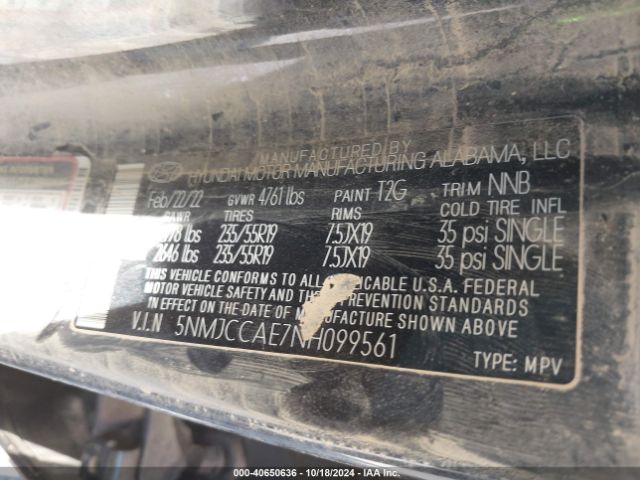 MANUFACTURED BY
HYUNDAI MOTOR MANUFACTURING ALABAMA, LLC
Feb/22/22 GVWR 4761 lbs PAINT T2G TRIM NNB
GAWR TIRES RIMS COLD TIRE INFL
lbs 235/55R19 7.5JX19 35 psi SINGLE
2646 lbs 235/55R19 7.5JX19 35 psi SINGLE
THIS VEHICLE CONFORMS TO ALL APPLICABLE U.S.A. FEDERAL
MOTOR VEHICLE SAFETY AND THEFT PREVENTION STANDARDS
IN EFFECT ON THE DATE OF MANUFACTURE SHOWN ABOVE.
V.I.N 5NMJCCAE7NH099561
TYPE: MPV
000-40650636 - 10/18/2024 - IAA Inc.